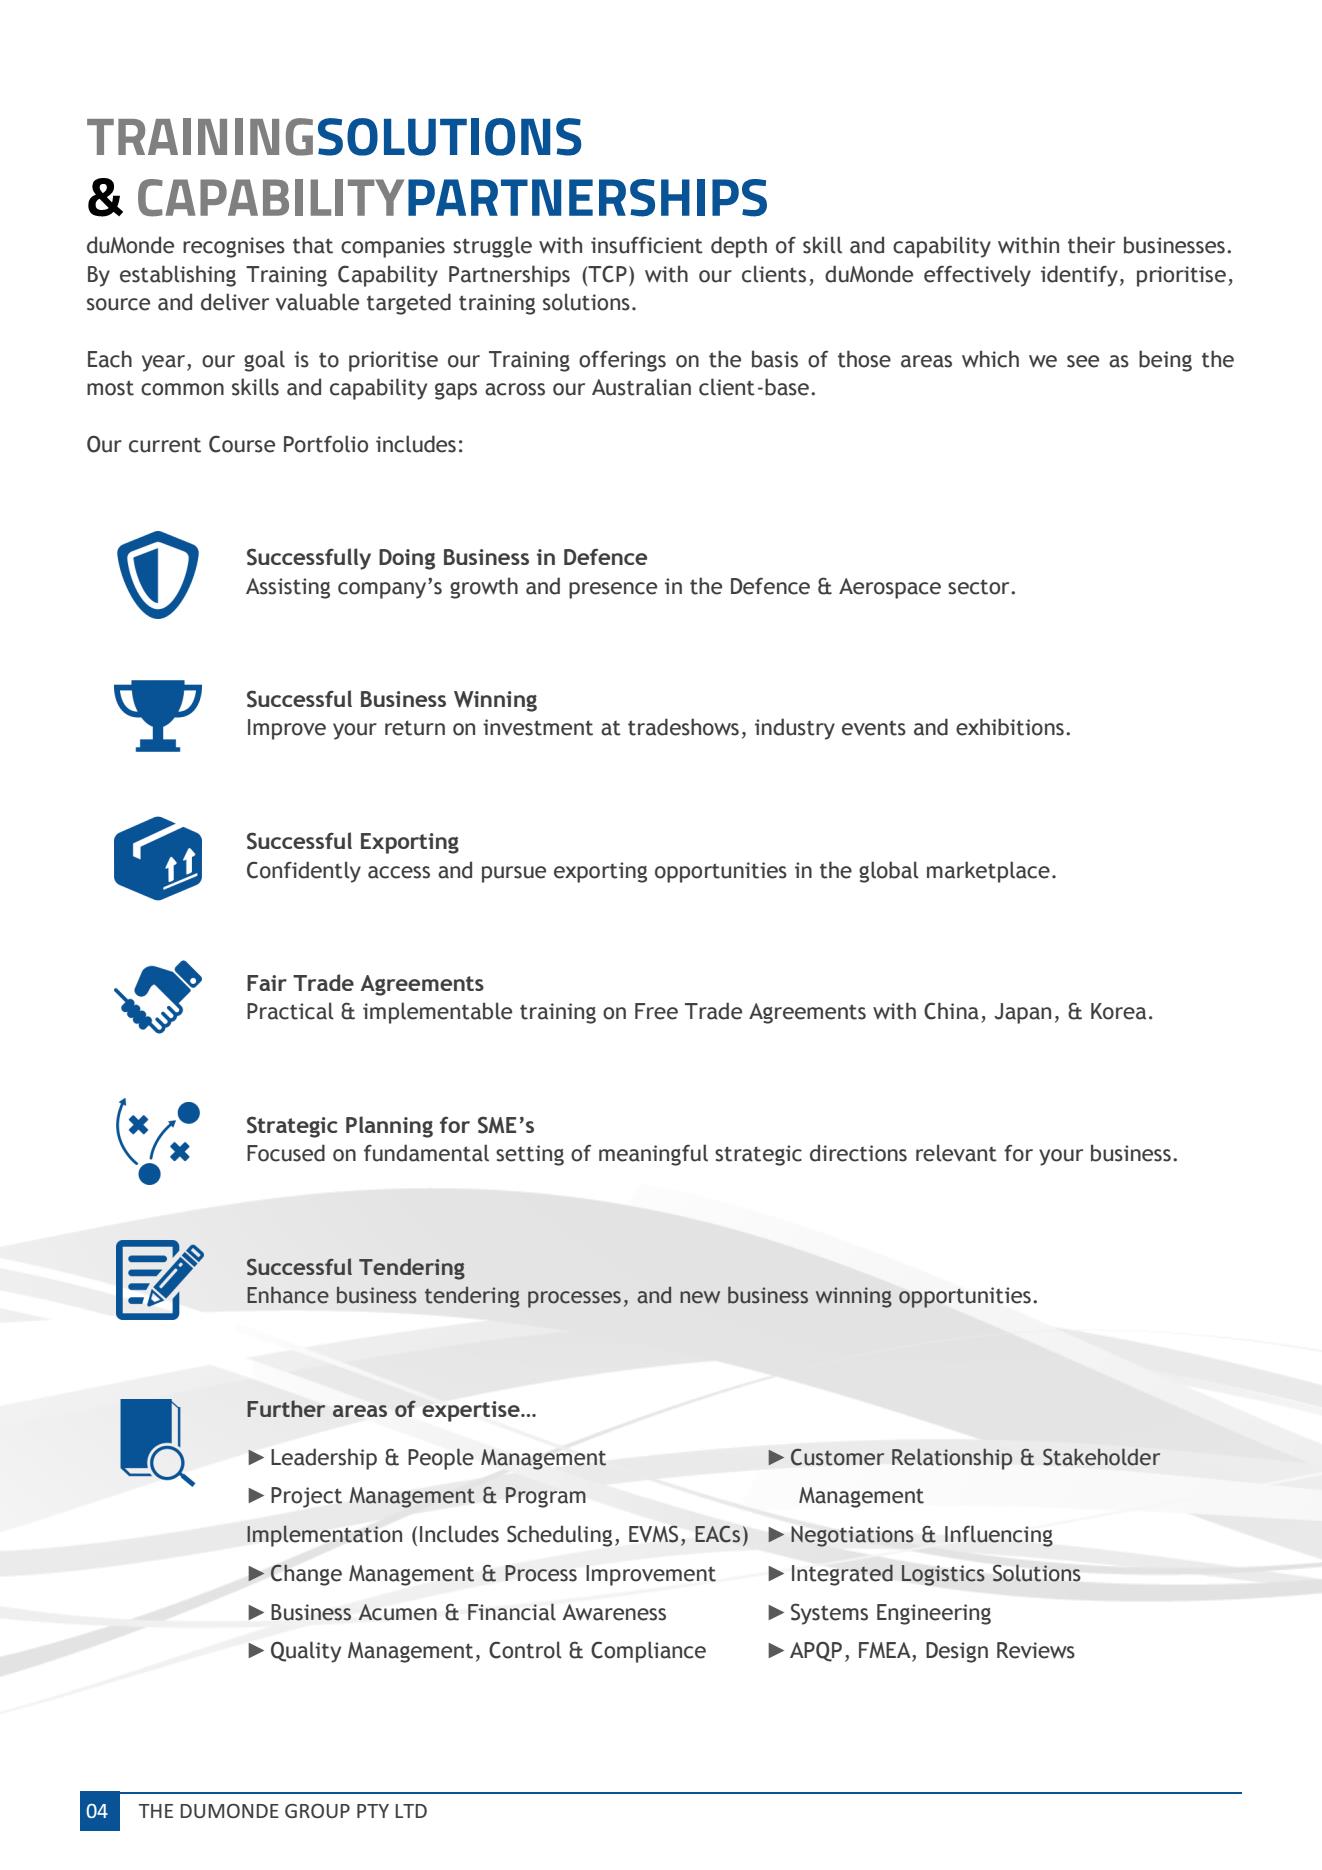 TRAININGSOLUTIONS
& CAPABILITYPARTNERSHIPS
duMonde recognises that companies struggle with insufficient depth of skill and capability within their businesses.
By establishing Training Capability Partnerships (TCP) with our clients, duMonde effectively identify, prioritise,
source and deliver valuable targeted training solutions.
Each year, our goal is to prioritise our Training offerings on the basis of those areas which we see as being the
most common skills and capability gaps across our Australian client-base.
Our current Course Portfolio includes:
Successfully Doing Business in Defence
Assisting company’s growth and presence in the Defence & Aerospace sector.
Successful Business Winning
Improve your return on investment at tradeshows, industry events and exhibitions.
Successful Exporting
Confidently access and pursue exporting opportunities in the global marketplace.
Fair Trade Agreements
Practical & implementable training on Free Trade Agreements with China, Japan, & Korea.
Strategic Planning for SME’s
Focused on fundamental setting of meaningful strategic directions relevant for your business.
Successful Tendering
Enhance business tendering processes, and new business winning opportunities.
Further areas of expertise…
►Leadership & People Management
►Project Management & Program
Implementation (Includes Scheduling, EVMS, EACs)
►Change Management & Process Improvement
►Business Acumen & Financial Awareness
►Quality Management, Control & Compliance
►Customer Relationship & Stakeholder
Management
►Negotiations & Influencing
►Integrated Logistics Solutions
►Systems Engineering
►APQP, FMEA, Design Reviews
04 THE DUMONDE GROUP PTY LTD